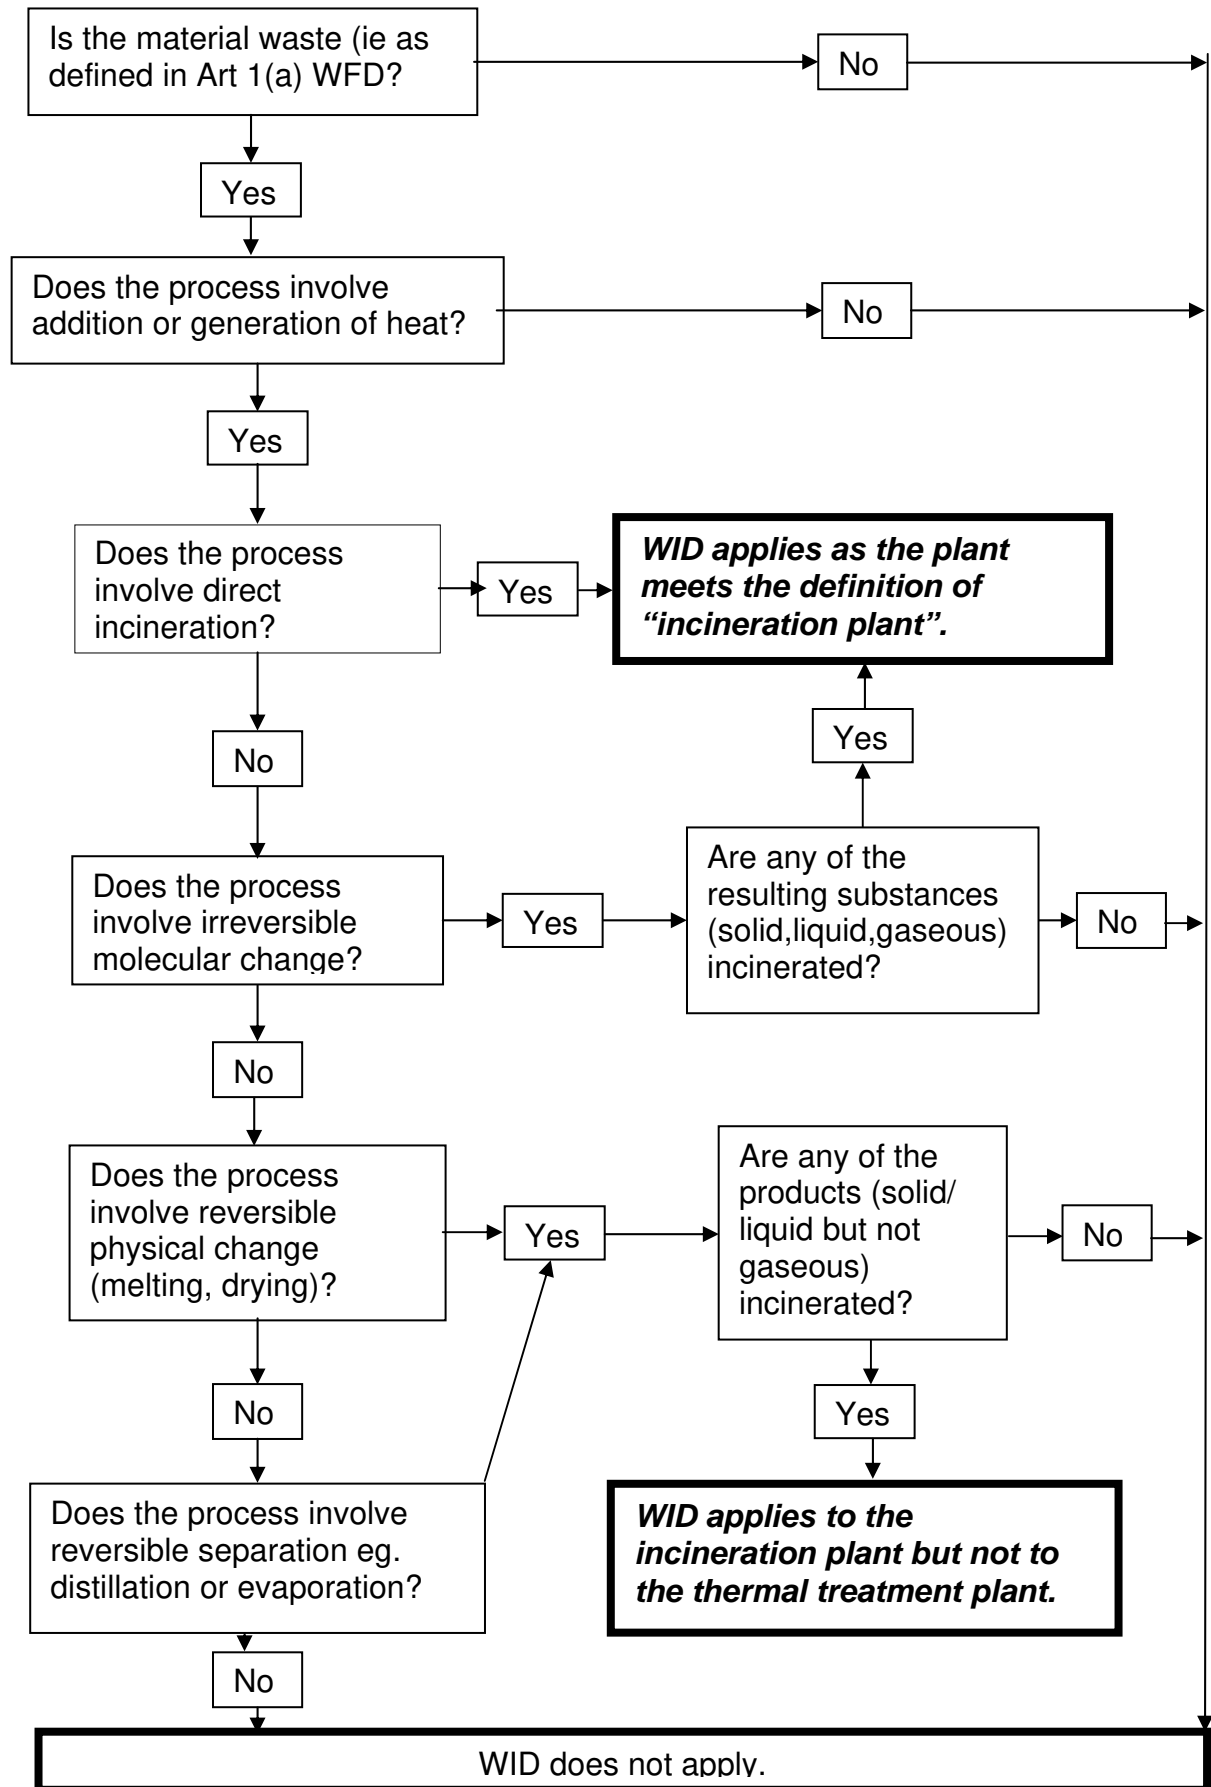 Is the material waste (ie as
defined in Art 1(a) WFD?
No
Yes
Does the process involve
addition or generation of heat?
No
Yes
Does the process
involve direct
incineration?
Yes
WID applies as the plant
meets the definition of
“incineration plant”.
Yes
No
Does the process
involve irreversible
molecular change?
Yes
Are any of the
resulting substances
(solid,liquid,gaseous)
incinerated?
No
No
Does the process
involve reversible
physical change
(melting, drying)?
Yes
Are any of the
products (solid/
liquid but not
gaseous)
incinerated?
No
Yes
No
Does the process involve
reversible separation eg.
distillation or evaporation?
WID applies to the
incineration plant but not to
the thermal treatment plant.
No
WID does not apply.